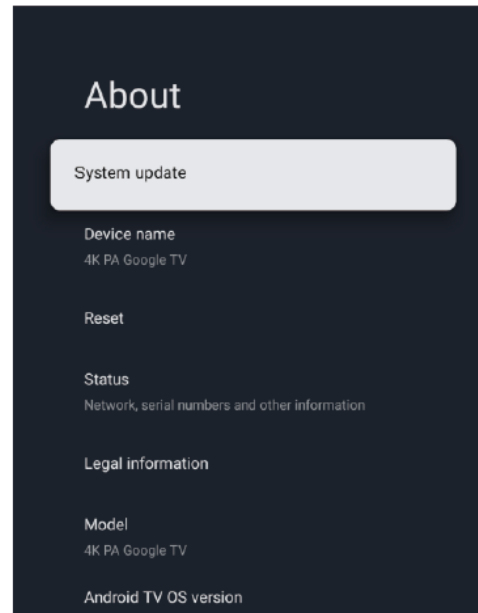 About
System update
Device name
4K PA Google TV
Reset
Status
Network, serial numbers and other information
Legal information
Model
4K PA Google TV
Android TV OS version